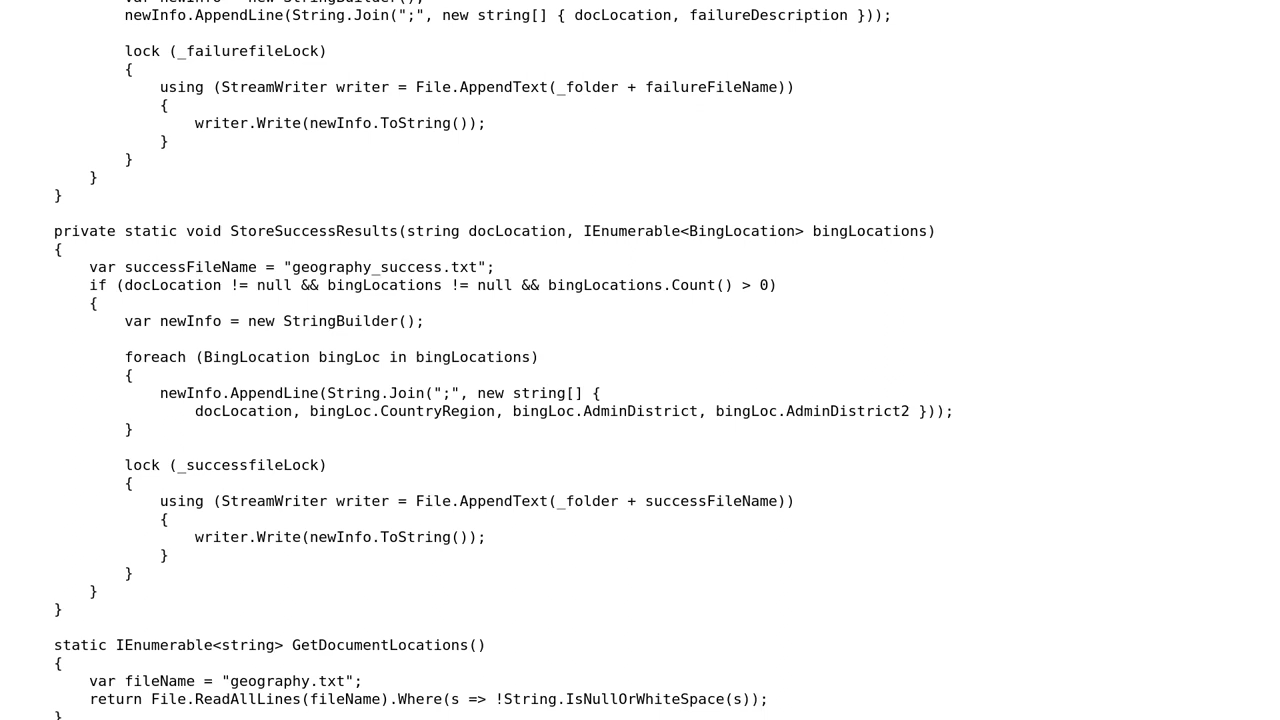 var newInfo = new StringBuilder();
newInfo.AppendLine(String.Join(";", new string[] { docLocation, failureDescription }));
lock (_failurefileLock)
{
using (StreamWriter writer = File.AppendText(_folder + failureFileName))
{
writer.Write(newInfo.ToString());
}
}
}
}
private static void StoreSuccessResults(string docLocation, IEnumerable<BingLocation> bingLocations)
{
var successFileName = "geography_success.txt";
if (docLocation != null && bingLocations != null && bingLocations.Count() > 0)
{
var newInfo = new StringBuilder();
foreach (BingLocation bingLoc in bingLocations)
{
newInfo.AppendLine(String.Join(";", new string[] {
docLocation, bingLoc.CountryRegion, bingLoc.AdminDistrict, bingLoc.AdminDistrict2 }));
}
lock (_successfileLock)
{
using (StreamWriter writer = File.AppendText(_folder + successFileName))
{
writer.Write(newInfo.ToString());
}
}
}
}
static IEnumerable<string> GetDocumentLocations()
{
var fileName = "geography.txt";
return File.ReadAllLines(fileName).Where(s => !String.IsNullOrWhiteSpace(s));
}